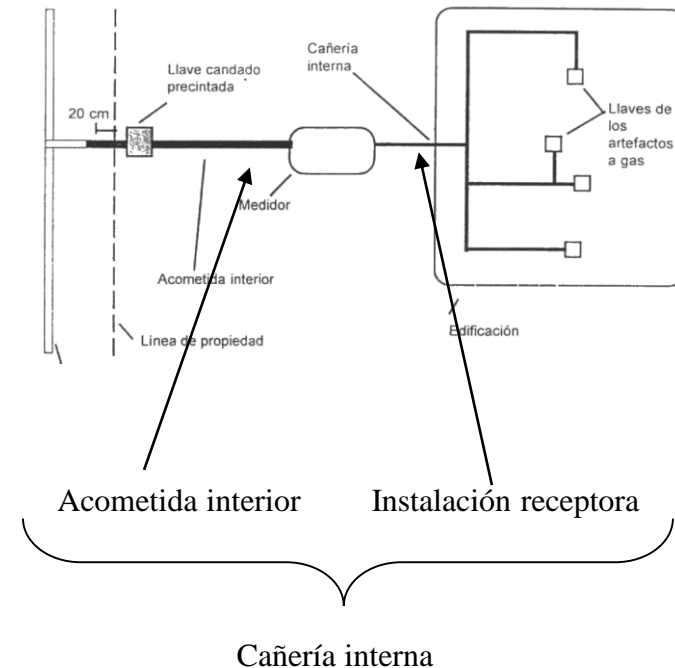 Cañería
interna
Llave candado
precintada
20 cm
Llaves de
los
artefactos
a gas
Medidor
Acometida interior
Edificación
Línea de propiedad
Acometida interior
Instalación receptora
Cañería interna